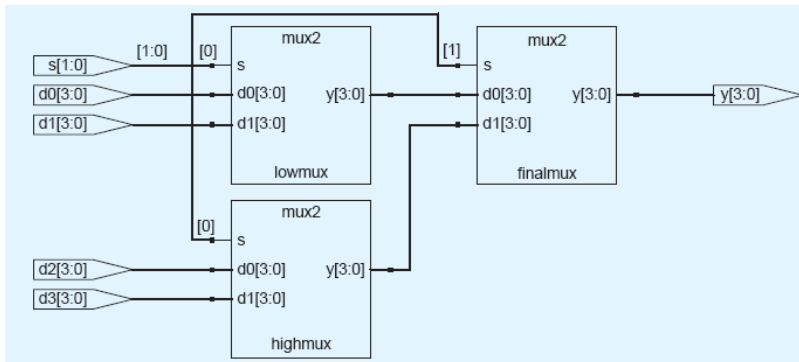 mux2
mux2
[1:0]
[0]
[1]
s[1:0]
s
s
d0[3:0]
d0[3:0]
y[3:0]
d0[3:0]
y[3:0]
y[3:0]
d1[3:0]
d1[3:0]
d1[3:0]
lowmux
finalmux
mux2
[0]
s
d2[3:0]
d0[3:0]
y[3:0]
d3[3:0]
d1[3:0]
highmux